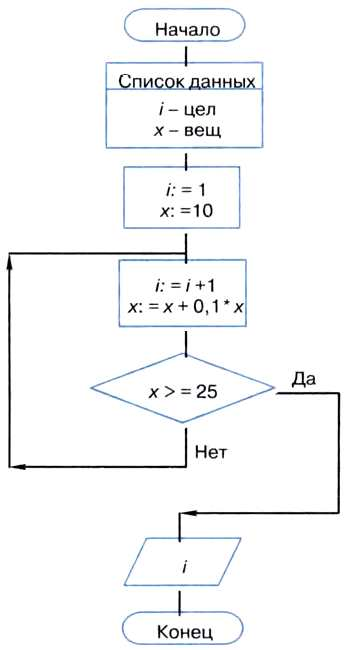 Начало
Список данных
i – цел
x – вещ
i: = 1
x: =10
i: = i +1
x: = x + 0,1* x
x > = 25
Да
Нет
i
Конец